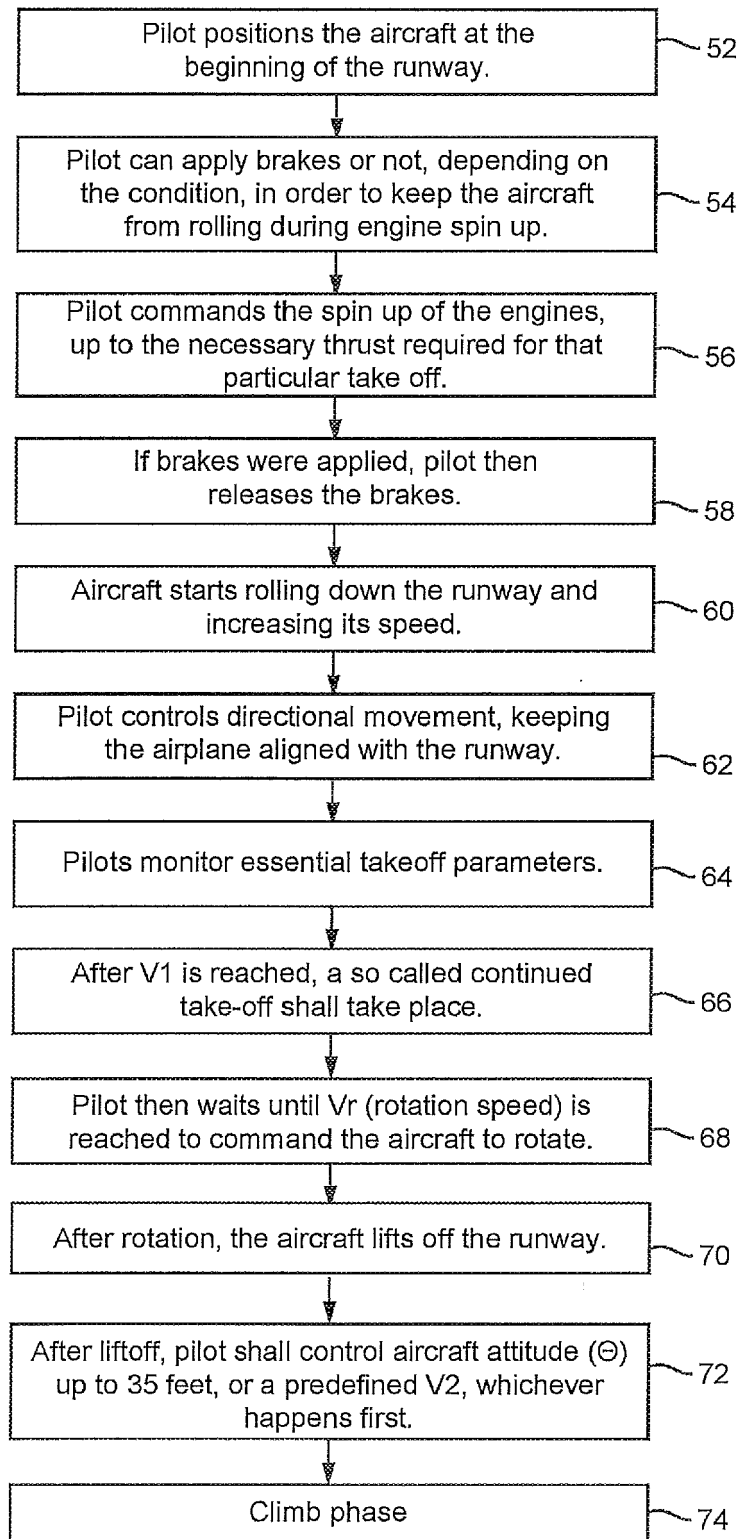 Pilot positions the aircraft at the
beginning of the runway.
52
Pilot can apply brakes or not, depending on
the condition, in order to keep the aircraft
from rolling during engine spin up.
54
Pilot commands the spin up of the engines,
up to the necessary thrust required for that
particular take off.
56
If brakes were applied, pilot then
releases the brakes.
58
Aircraft starts rolling down the runway and
increasing its speed.
60
Pilot controls directional movement, keeping
the airplane aligned with the runway.
62
Pilots monitor essential takeoff parameters.
64
After V1 is reached, a so called continued
take-off shall take place.
66
Pilot then waits until Vr (rotation speed) is
reached to command the aircraft to rotate.
68
After rotation, the aircraft lifts off the runway.
70
After liftoff, pilot shall control aircraft attitude (Θ)
up to 35 feet, or a predefined V2, whichever
happens first.
72
Climb phase
74